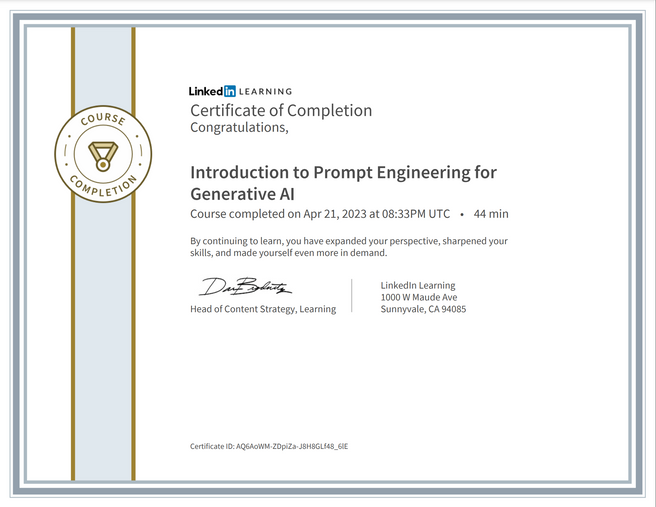 COURSE
COMPLETION
Linked in LEARNING
Certificate of Completion
Congratulations,
Introduction to Prompt Engineering for
Generative AI
Course completed on Apr 21, 2023 at 08:33PM UTC • 44 min
By continuing to learn, you have expanded your perspective, sharpened your
skills, and made yourself even more in demand.
Head of Content Strategy, Learning
LinkedIn Learning
1000 W Maude Ave
Sunnyvale, CA 94085
Certificate ID: AQ6AoWM-ZDpiZa-J8H8GLf48_6lE